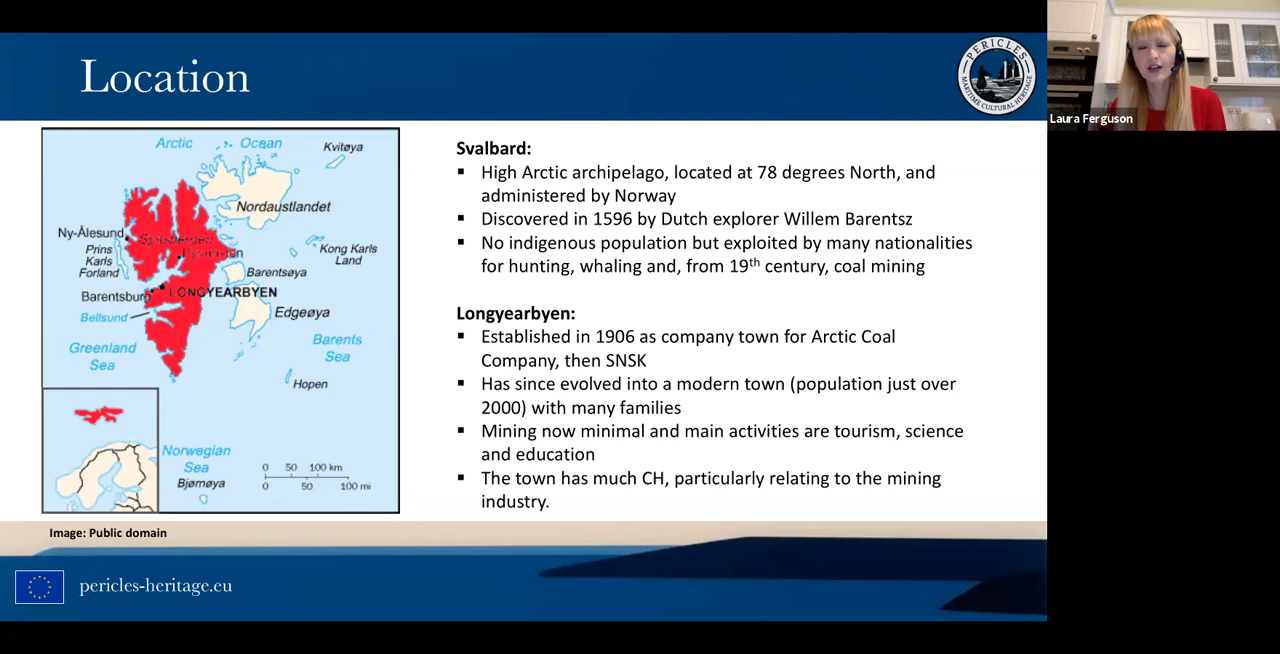 Location
PERICLES
MARITIME CULTURAL HERITAGE
Laura Ferguson
Arctic Ocean
Kvitøya
Nordaustlandet
Ny-Ålesund
Spitsbergen
Prins
Karls
Forland
Kong Karls
Land
Barentsøya
Barentsburg
LONGYEARBYEN
Bellsund
Edgeøya
Greenland
Sea
Barents
Sea
Hopen
Norwegian
Sea
Bjørnøya
0 50 100 km
0 50 100 mi
Image: Public domain
Svalbard:
▪ High Arctic archipelago, located at 78 degrees North, and
administered by Norway
▪ Discovered in 1596 by Dutch explorer Willem Barentsz
▪ No indigenous population but exploited by many nationalities
for hunting, whaling and, from 19th century, coal mining
Longyearbyen:
▪ Established in 1906 as company town for Arctic Coal
Company, then SNSK
▪ Has since evolved into a modern town (population just over
2000) with many families
▪ Mining now minimal and main activities are tourism, science
and education
▪ The town has much CH, particularly relating to the mining
industry.
pericles-heritage.eu